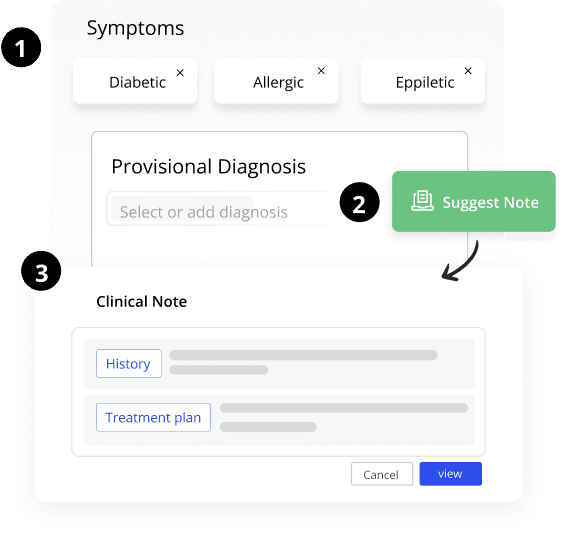 1
Symptoms
Diabetic ×
Allergic ×
Eppiletic ×
Provisional Diagnosis
Select or add diagnosis
2
Suggest Note
3
Clinical Note
History
Treatment plan
Cancel
view